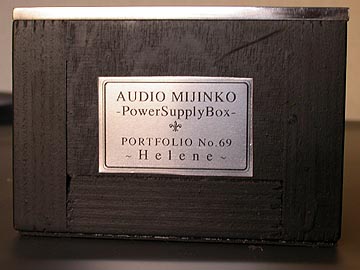 AUDIO MIJINKO
-PowerSupplyBox-
PORTFOLIO No.69
~ Helene ~